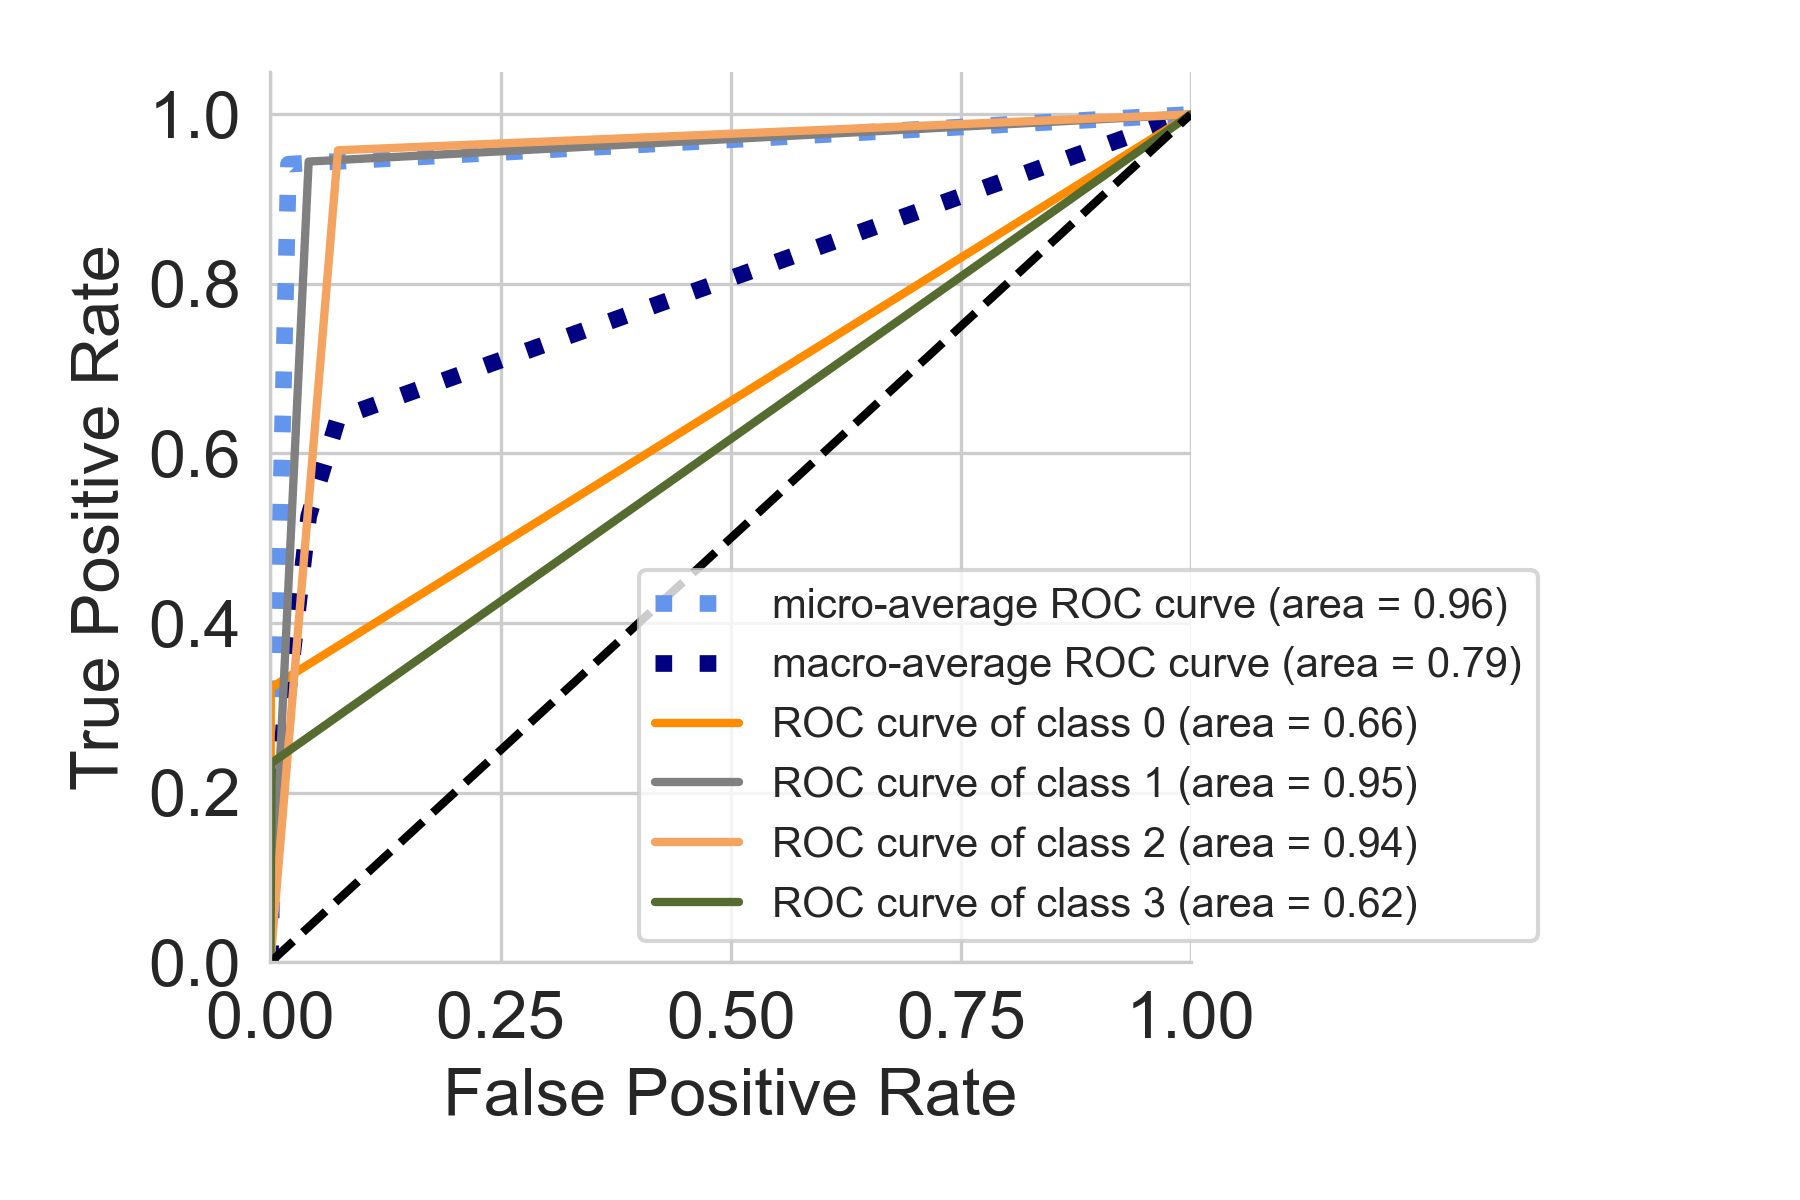 True Positive Rate
1.0
0.8
0.6
0.4
0.2
0.0
0.00 0.25 0.50 0.75 1.00
False Positive Rate
micro-average ROC curve (area = 0.96)
macro-average ROC curve (area = 0.79)
ROC curve of class 0 (area = 0.66)
ROC curve of class 1 (area = 0.95)
ROC curve of class 2 (area = 0.94)
ROC curve of class 3 (area = 0.62)